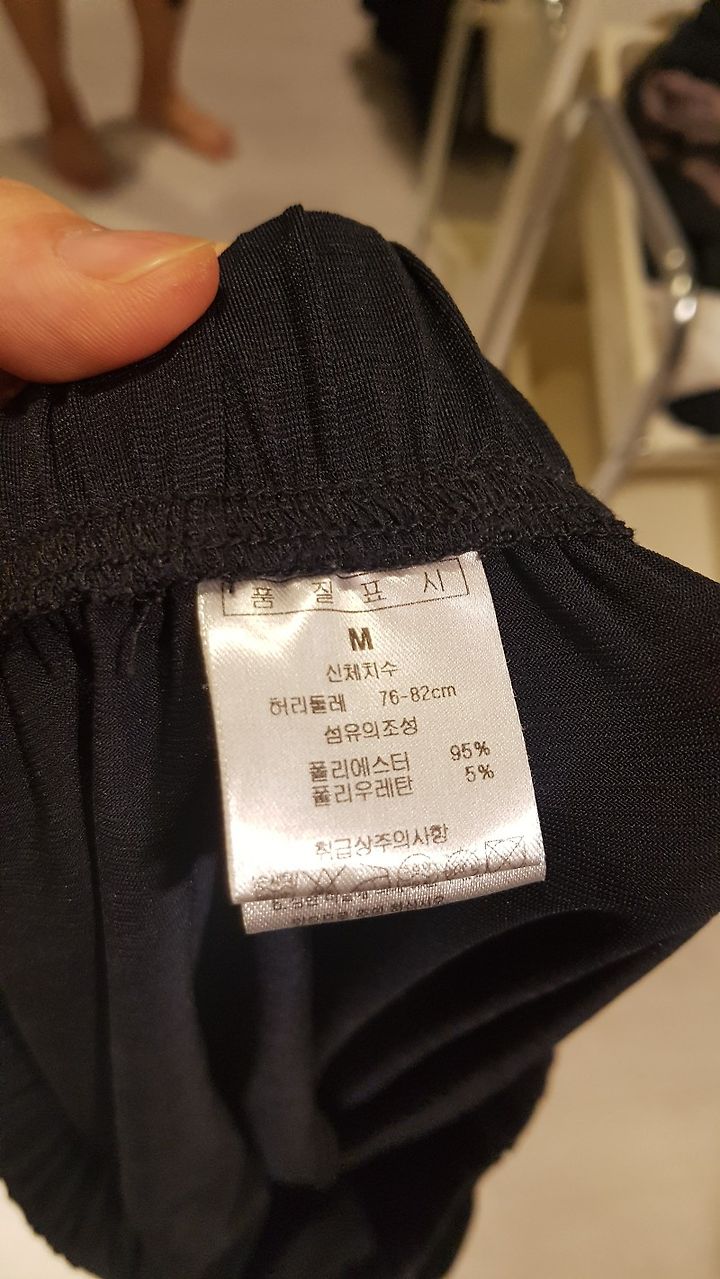 품 질 표 시
M
신체치수
허리둘레 76-82cm
섬유의조성
폴리에스터 95%
폴리우레탄 5%
취급상주의사항